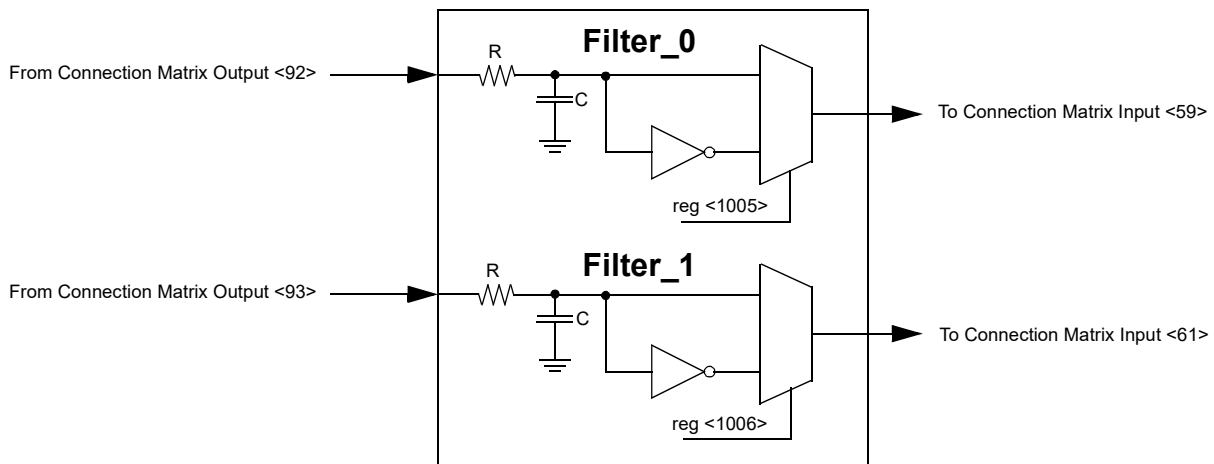 Filter_0
R
From Connection Matrix Output <92>
C
To Connection Matrix Input <59>
reg <1005>
Filter_1
R
From Connection Matrix Output <93>
C
To Connection Matrix Input <61>
reg <1006>